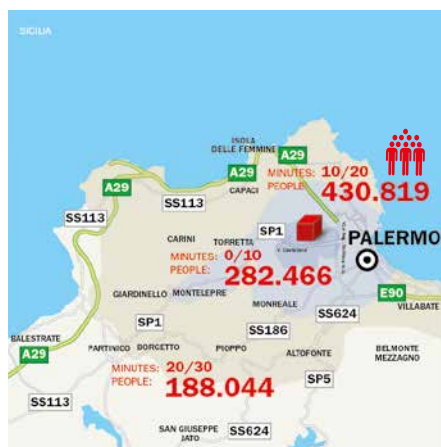 SICILIA
ISOLA
DELLE FEMMINE
A29
MINUTES: 10/20
PEOPLE: 430.819
A29
CAPACI
A29
SS113
SS113
SP1
CARINI
TORRETTA
PALERMO
MINUTES: 0/10
PEOPLE: 282.466
GIARDINELLO
MONTELEPRE
MONREALE
E90
VILLABATE
SS624
SP1
SS186
BALESTRATE
A29
PARTINICO
BORGETTO
PIOPPO
ALTOFONTE
BELMONTE
MEZZAGNO
MINUTES: 20/30
PEOPLE: 188.044
SP5
SS113
SAN GIUSEPPE
JATO
SS624